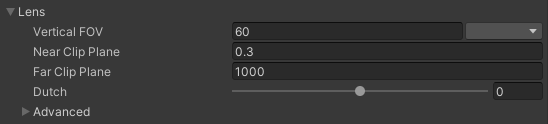 Lens
Vertical FOV 60
Near Clip Plane 0.3
Far Clip Plane 1000
Dutch 0
Advanced